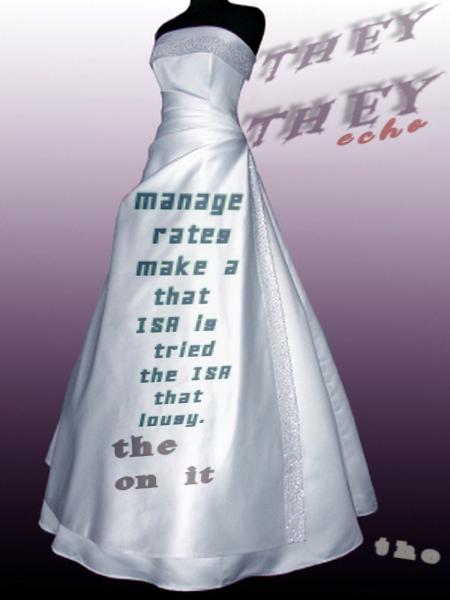 THEY
THEY
echo
manage
rates
make a
that
ISA is
tried
the ISA
that
lousy.
the
on it
the